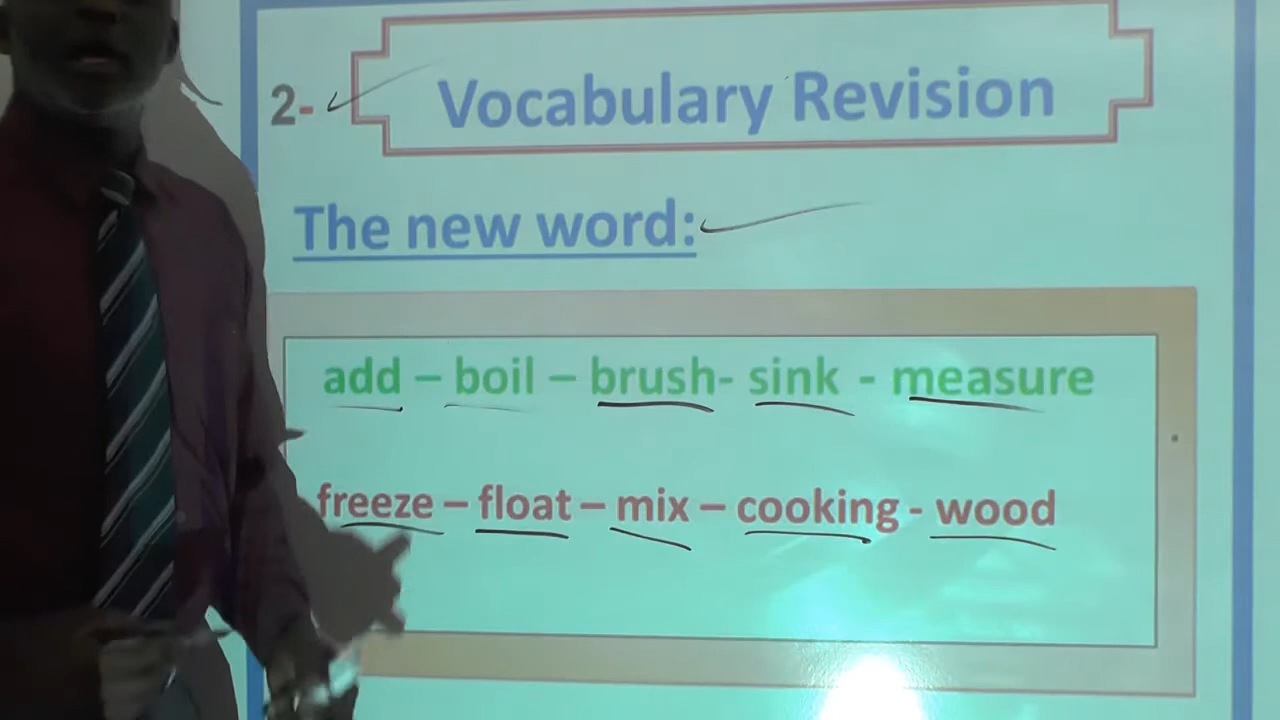 2- Vocabulary Revision
The new word:
add – boil – brush- sink - measure
freeze – float – mix – cooking - wood